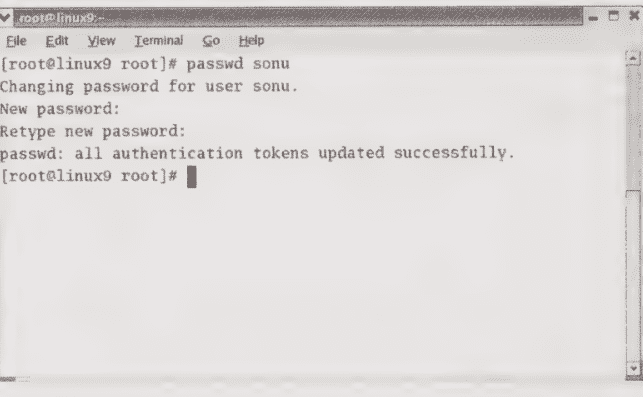 root@linux9:~
File Edit View Terminal Go Help
[root@linux9 root]# passwd sonu
Changing password for user sonu.
New password:
Retype new password:
passwd: all authentication tokens updated successfully.
[root@linux9 root]#